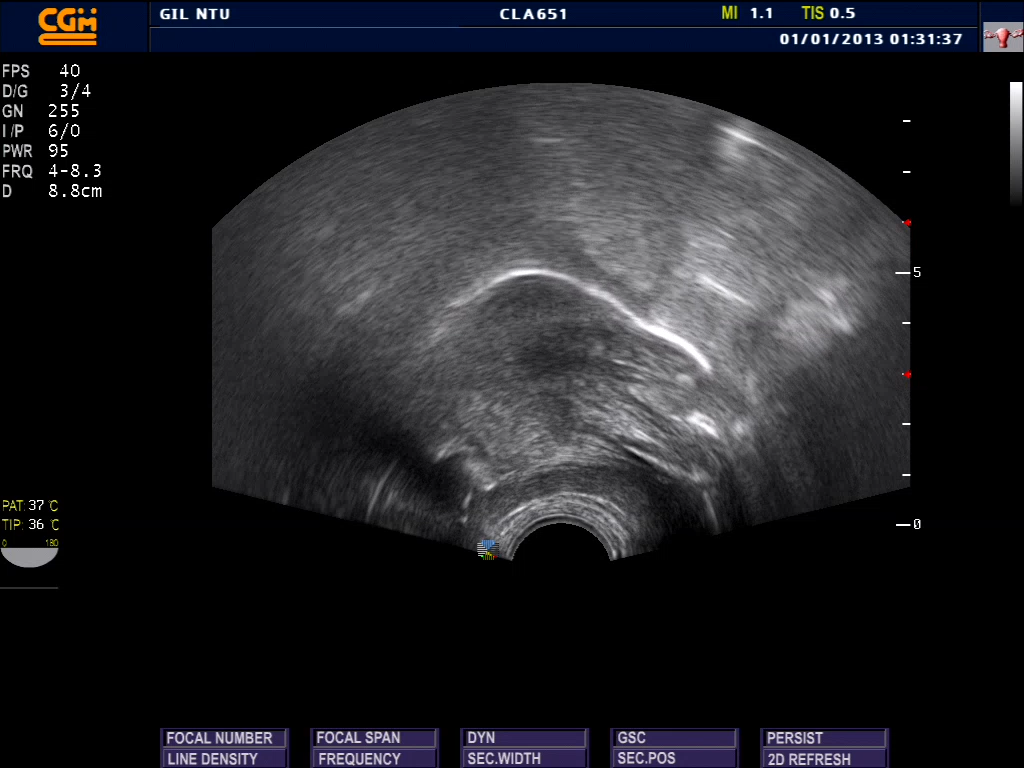 CGM
GIL NTU CLA651 MI 1.1 TIS 0.5
01/01/2013 01:31:37
FPS 40
D/G 3/4
GN 255
I/P 6/0
PWR 95
FRQ 4-8.3
D 8.8cm
5
PAT: 37 °C
TIP: 36 °C
0 180
0
FOCAL NUMBER FOCAL SPAN DYN GSC PERSIST
LINE DENSITY FREQUENCY SEC.WIDTH SEC.POS 2D REFRESH